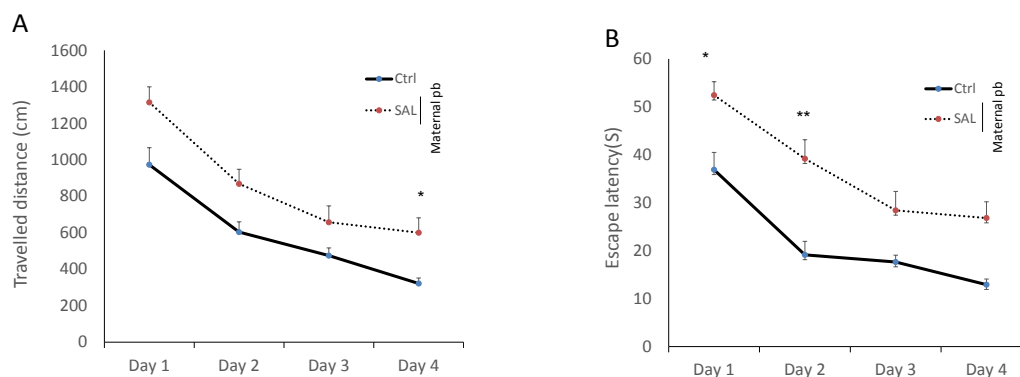 A
Travelled distance (cm)
1600
1400
1200
1000
800
600
400
200
0
Day 1
Day 2
Day 3
Day 4
Ctrl
SAL
Maternal pb
*
B
Escape latency(S)
60
50
40
30
20
10
0
Day 1
Day 2
Day 3
Day 4
Ctrl
SAL
Maternal pb
*
**